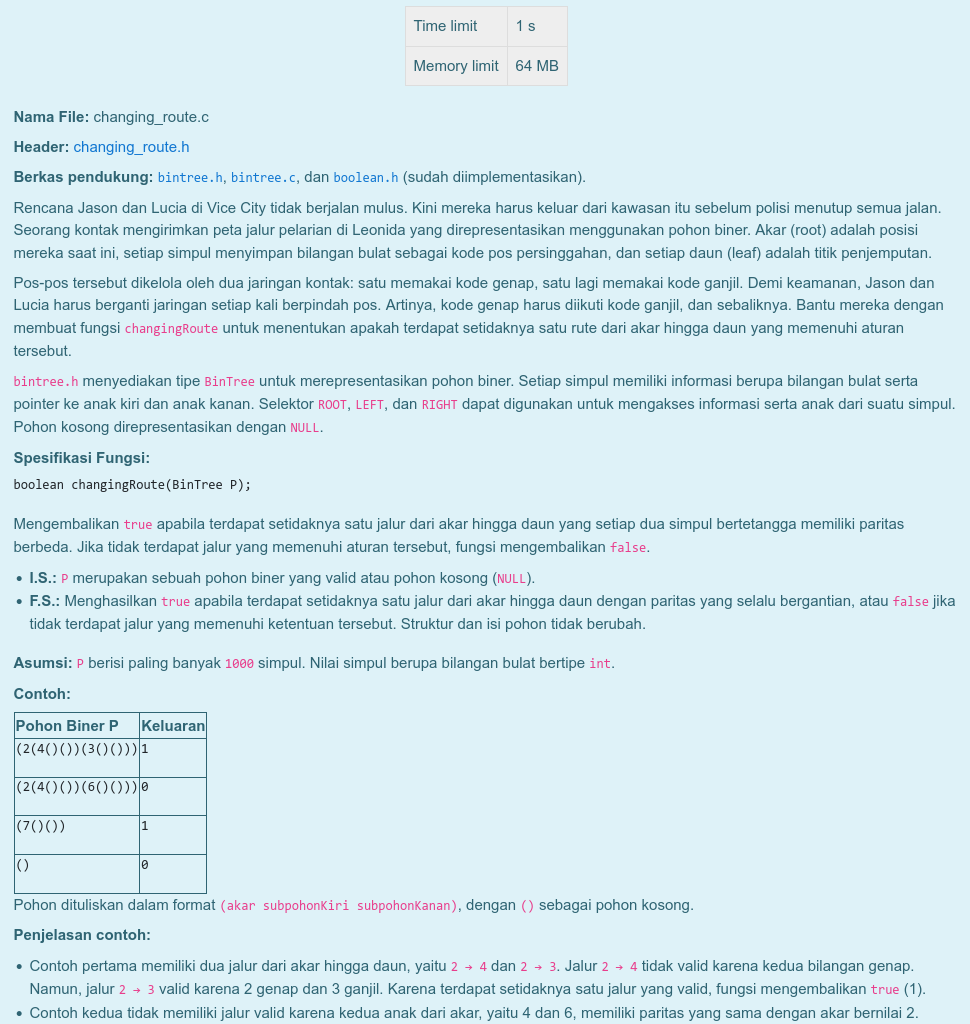 Time limit 1 s
Memory limit 64 MB
Nama File: changing_route.c
Header: changing_route.h
Berkas pendukung: bintree.h, bintree.c, dan boolean.h (sudah diimplementasikan).
Rencana Jason dan Lucia di Vice City tidak berjalan mulus. Kini mereka harus keluar dari kawasan itu sebelum polisi menutup semua jalan.
Seorang kontak mengirimkan peta jalur pelarian di Leonida yang direpresentasikan menggunakan pohon biner. Akar (root) adalah posisi
mereka saat ini, setiap simpul menyimpan bilangan bulat sebagai kode pos persinggahan, dan setiap daun (leaf) adalah titik penjemputan.
Pos-pos tersebut dikelola oleh dua jaringan kontak: satu memakai kode genap, satu lagi memakai kode ganjil. Demi keamanan, Jason dan
Lucia harus berganti jaringan setiap kali berpindah pos. Artinya, kode genap harus diikuti kode ganjil, dan sebaliknya. Bantu mereka dengan
membuat fungsi changingRoute untuk menentukan apakah terdapat setidaknya satu rute dari akar hingga daun yang memenuhi aturan
tersebut.
bintree.h menyediakan tipe BinTree untuk merepresentasikan pohon biner. Setiap simpul memiliki informasi berupa bilangan bulat serta
pointer ke anak kiri dan anak kanan. Selektor ROOT, LEFT, dan RIGHT dapat digunakan untuk mengakses informasi serta anak dari suatu simpul.
Pohon kosong direpresentasikan dengan NULL.
Spesifikasi Fungsi:
boolean changingRoute(BinTree P);
Mengembalikan true apabila terdapat setidaknya satu jalur dari akar hingga daun yang setiap dua simpul bertetangga memiliki paritas
berbeda. Jika tidak terdapat jalur yang memenuhi aturan tersebut, fungsi mengembalikan false.
• I.S.: P merupakan sebuah pohon biner yang valid atau pohon kosong (NULL).
• F.S.: Menghasilkan true apabila terdapat setidaknya satu jalur dari akar hingga daun dengan paritas yang selalu bergantian, atau false jika
tidak terdapat jalur yang memenuhi ketentuan tersebut. Struktur dan isi pohon tidak berubah.
Asumsi: P berisi paling banyak 1000 simpul. Nilai simpul berupa bilangan bulat bertipe int.
Contoh:
Pohon Biner P Keluaran
(2(4()())(3()())) 1
(2(4()())(6()())) 0
(7()()) 1
() 0
Pohon dituliskan dalam format (akar subpohonKiri subpohonKanan), dengan () sebagai pohon kosong.
Penjelasan contoh:
• Contoh pertama memiliki dua jalur dari akar hingga daun, yaitu 2 → 4 dan 2 → 3. Jalur 2 → 4 tidak valid karena kedua bilangan genap.
Namun, jalur 2 → 3 valid karena 2 genap dan 3 ganjil. Karena terdapat setidaknya satu jalur yang valid, fungsi mengembalikan true (1).
• Contoh kedua tidak memiliki jalur valid karena kedua anak dari akar, yaitu 4 dan 6, memiliki paritas yang sama dengan akar bernilai 2.